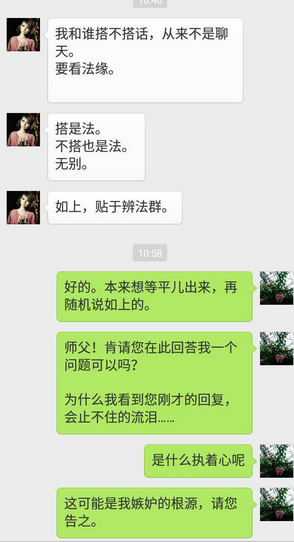 10:46
我和谁搭不搭话，从来不是聊
天。
要看法缘。
搭是法。
不搭也是法。
无别。
如上，贴于辨法群。
10:58
好的。本来想等平儿出来，再
随机说如上的。
师父！肯请您在此回答我一个
问题可以吗？
为什么我看到您刚才的回复，
会止不住的流泪……
是什么执着心呢
这可能是我嫉妒的根源，请您
告之。